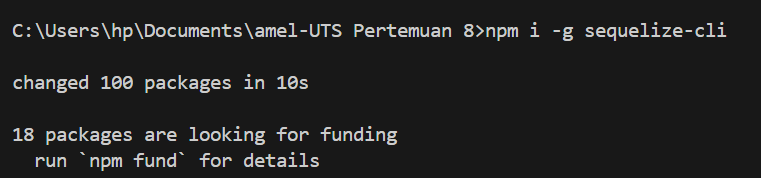 C:\Users\hp\Documents\amel-UTS Pertemuan 8>npm i -g sequelize-cli
changed 100 packages in 10s
18 packages are looking for funding
  run `npm fund` for details